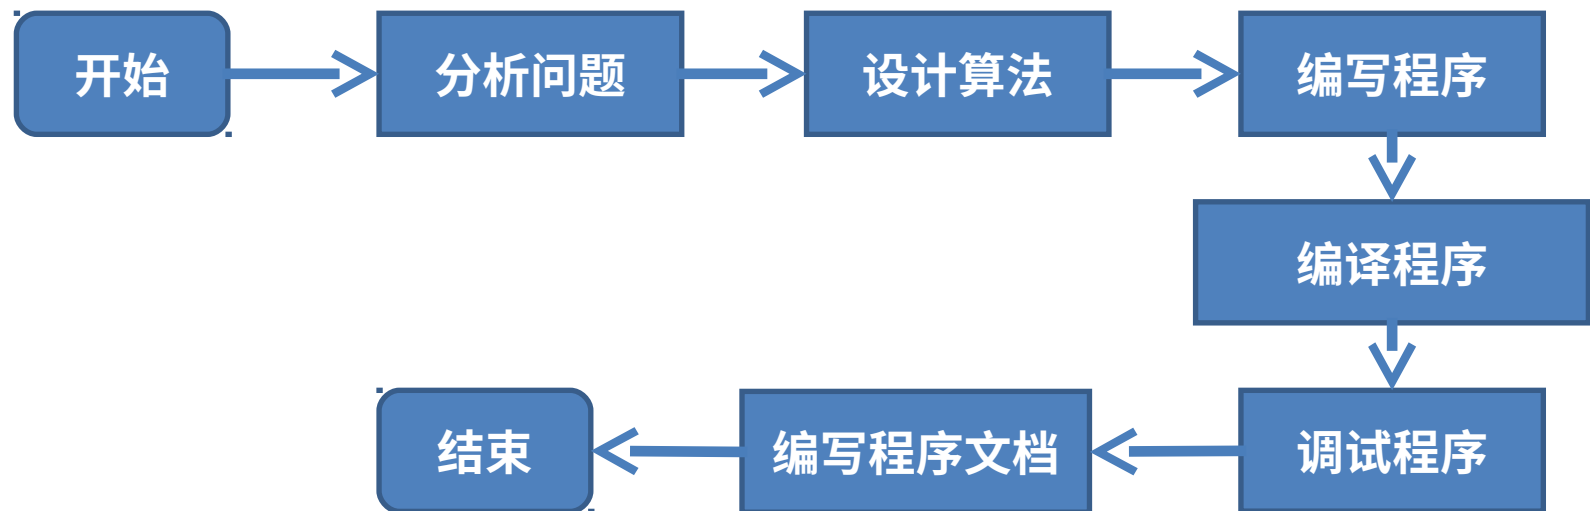 开始
分析问题
设计算法
编写程序
编译程序
调试程序
编写程序文档
结束